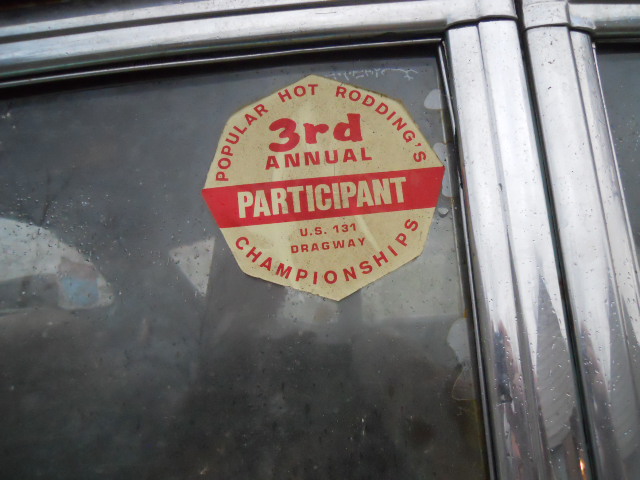 POPULAR HOT RODDING'S
3rd
ANNUAL
PARTICIPANT
U.S. 131
DRAGWAY
CHAMPIONSHIPS